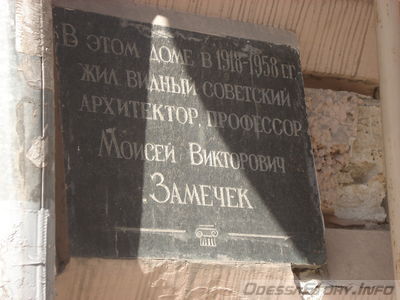 В ЭТОМ ДОМЕ В 1918-1958 ГГ.
ЖИЛ ВИДНЫЙ СОВЕТСКИЙ
АРХИТЕКТОР, ПРОФЕССОР
МОИСЕЙ ВИКТОРОВИЧ
ЗАМЕЧЕК
ODESSASTORY.INFO